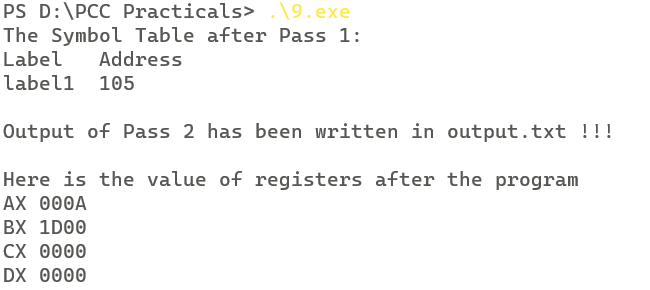 PS D:\PCC Practicals> .\9.exe
The Symbol Table after Pass 1:
Label   Address
label1  105
Output of Pass 2 has been written in output.txt !!!
Here is the value of registers after the program
AX 000A
BX 1D00
CX 0000
DX 0000